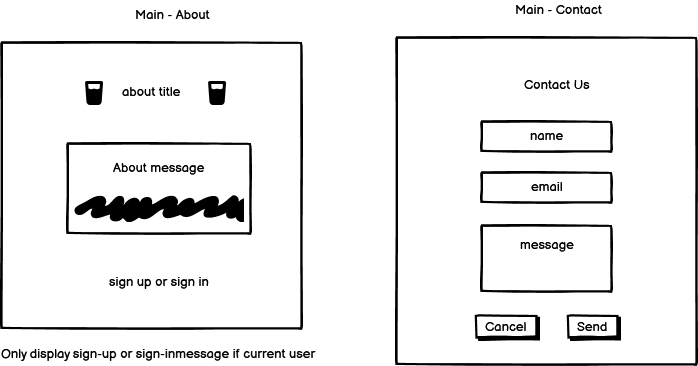 Main - About
about title
About message
sign up or sign in
Only display sign-up or sign-inmessage if current user
Main - Contact
Contact Us
name
email
message
Cancel
Send